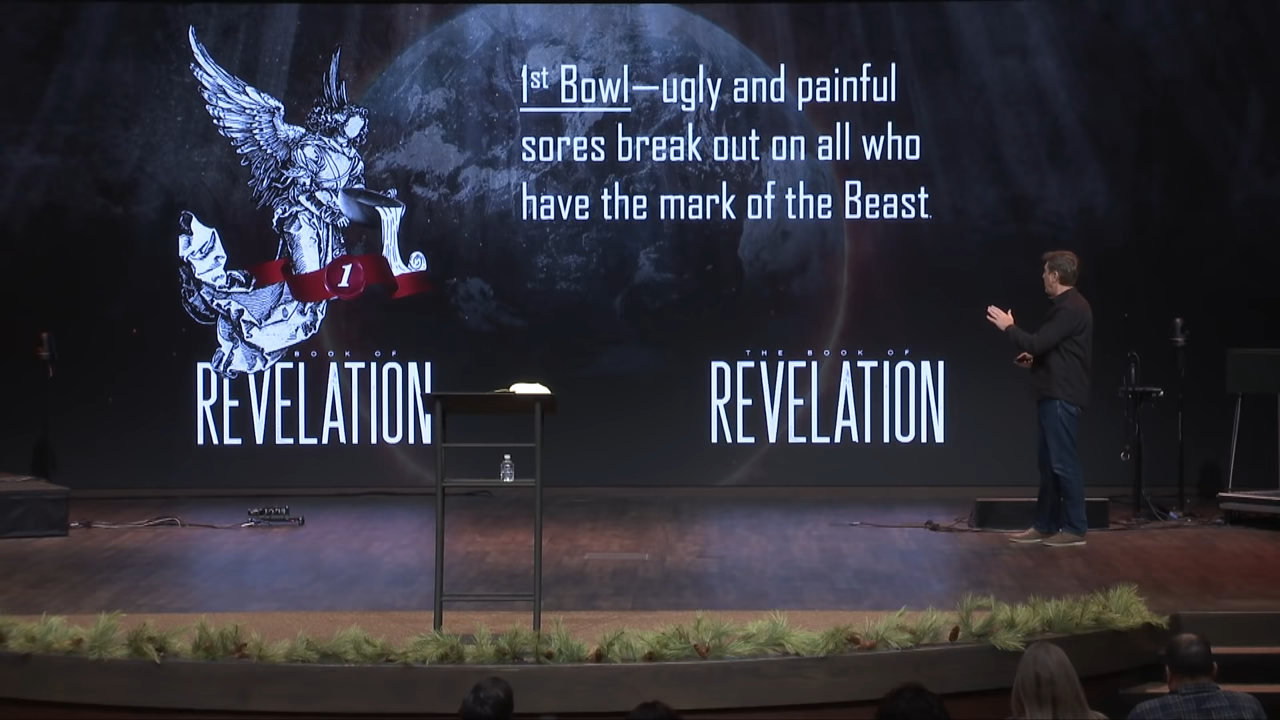 1st Bowl—ugly and painful
sores break out on all who
have the mark of the Beast.
1
BOOK OF
REVELATION
THE BOOK OF
REVELATION